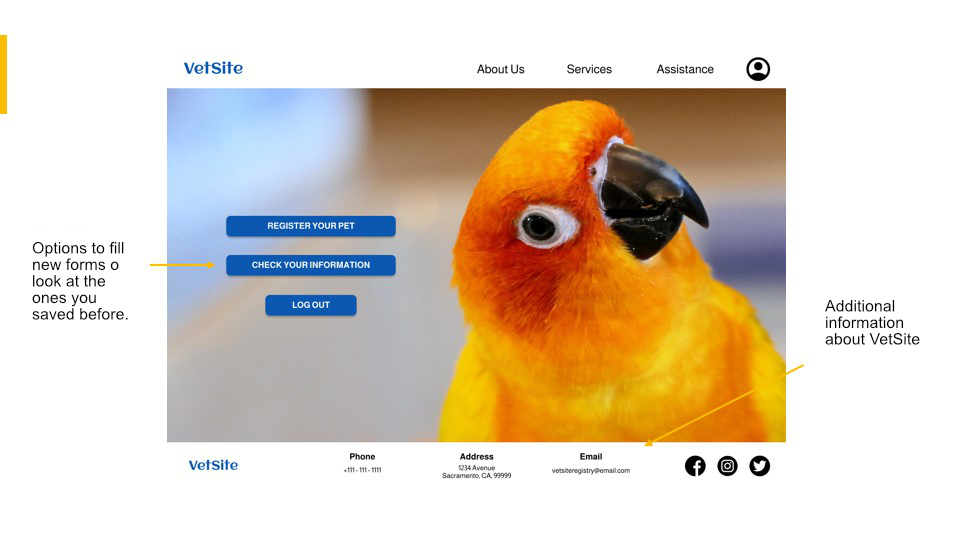 VetSite
About Us
Services
Assistance
REGISTER YOUR PET
CHECK YOUR INFORMATION
LOG OUT
Options to fill
new forms o
look at the
ones you
saved before.
Additional
information
about VetSite
VetSite
Phone
+111 - 111 - 1111
Address
1234 Avenue
Sacramento, CA, 99999
Email
vetsiteregistry@email.com